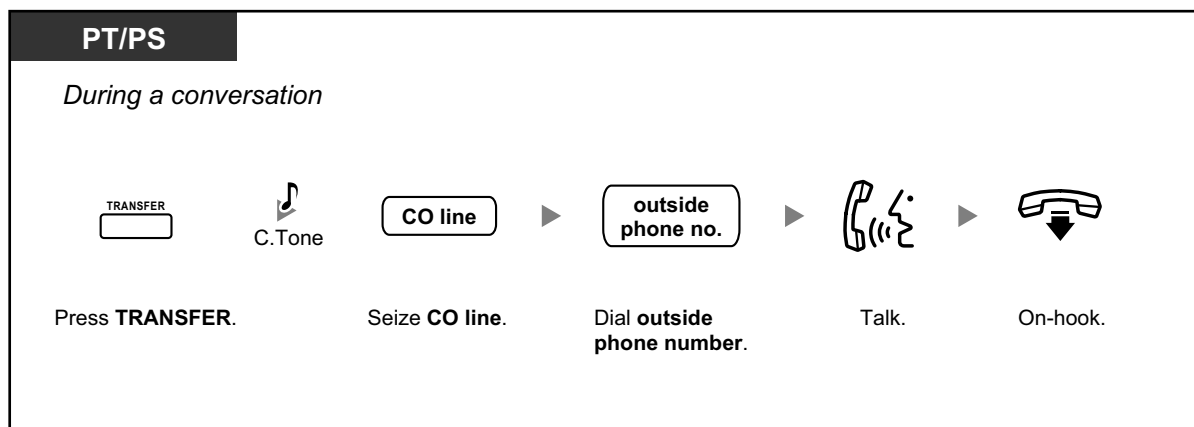 PT/PS
During a conversation
TRANSFER
C.Tone
CO line
outside
phone no.
Press TRANSFER.
Seize CO line.
Dial outside
phone number.
Talk.
On-hook.